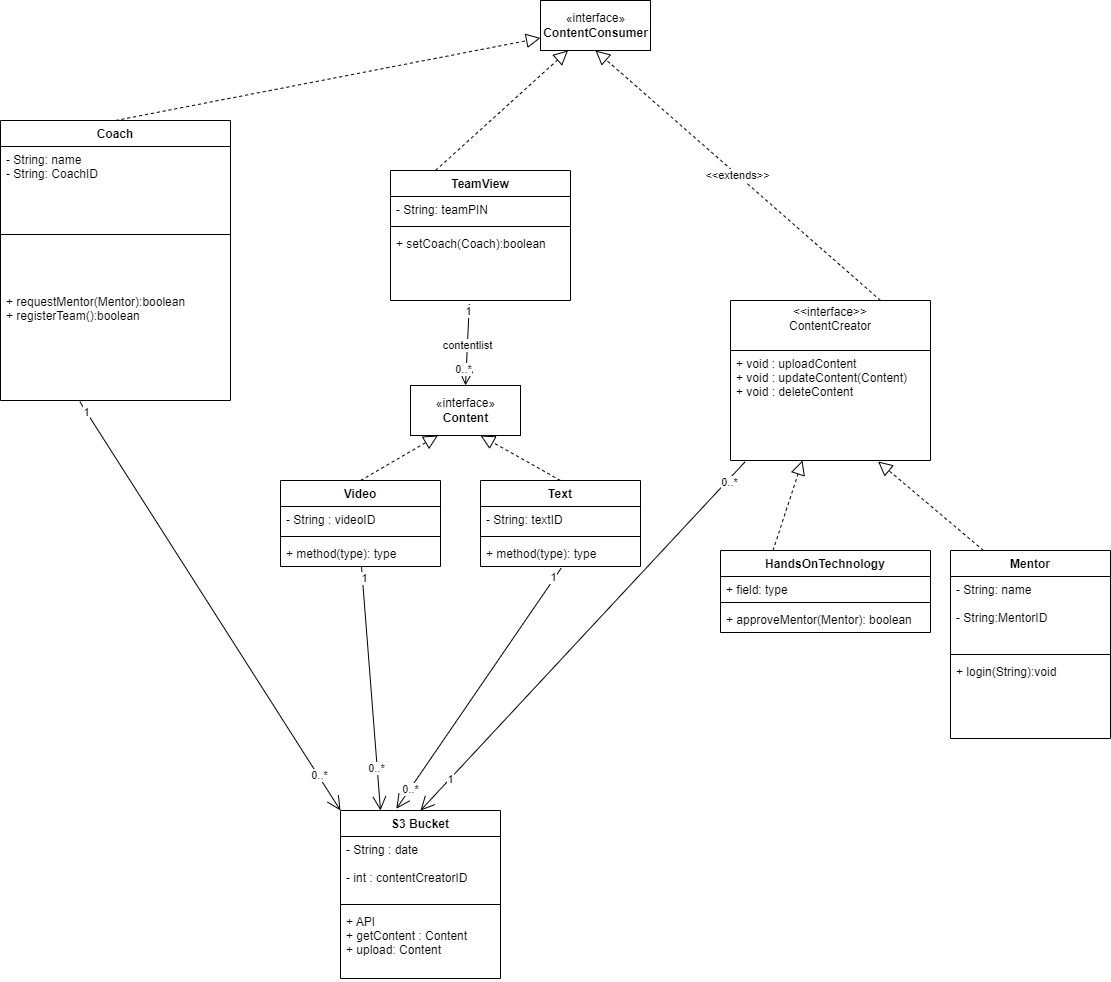 «interface»
ContentConsumer
Coach
- String: name
- String: CoachID
+ requestMentor(Mentor):boolean
+ registerTeam():boolean
TeamView
- String: teamPIN
+ setCoach(Coach):boolean
<<extends>>
1
contentlist
0..*,
<<interface>>
ContentCreator
+ void : uploadContent
+ void : updateContent(Content)
+ void : deleteContent
«interface»
Content
1
Video
- String : videoID
+ method(type): type
Text
- String: textID
+ method(type): type
0..*
HandsOnTechnology
+ field: type
+ approveMentor(Mentor): boolean
Mentor
- String: name
- String:MentorID
+ login(String):void
1
1
0..*
0..*
0..*
1
S3 Bucket
- String : date
- int : contentCreatorID
+ API
+ getContent : Content
+ upload: Content